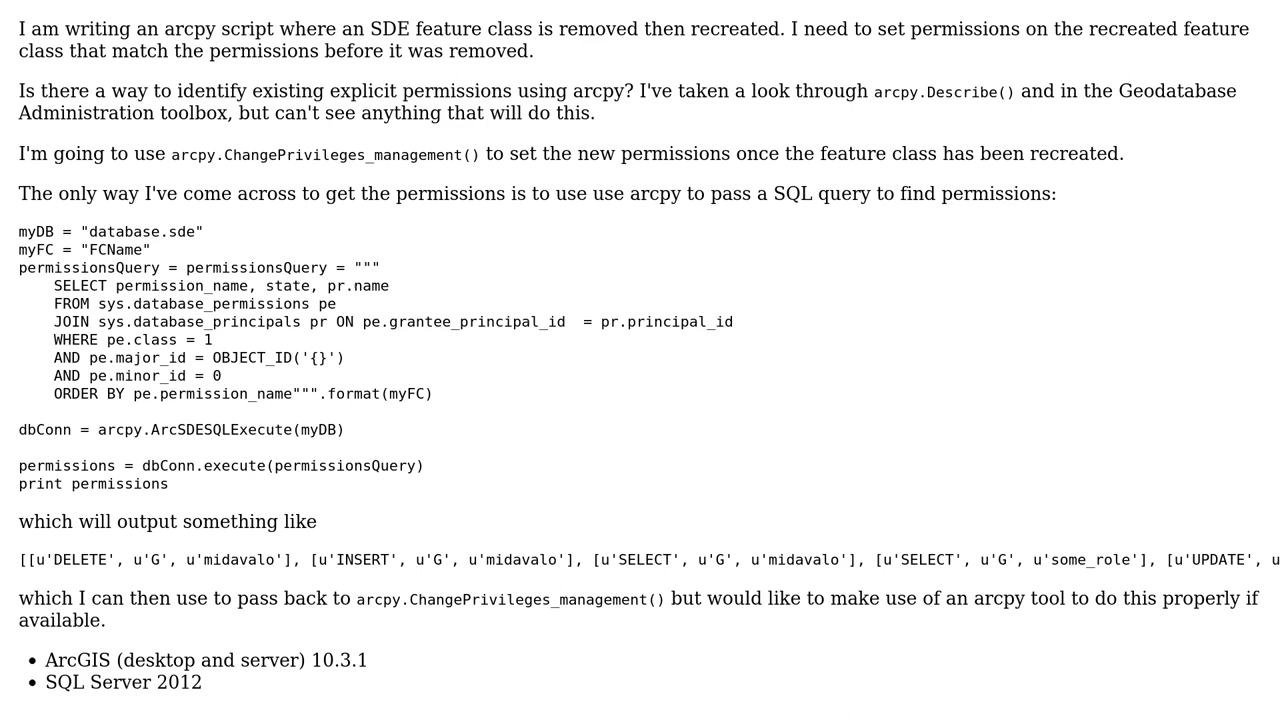 I am writing an arcpy script where an SDE feature class is removed then recreated. I need to set permissions on the recreated feature
class that match the permissions before it was removed.
Is there a way to identify existing explicit permissions using arcpy? I've taken a look through arcpy.Describe() and in the Geodatabase
Administration toolbox, but can't see anything that will do this.
I'm going to use arcpy.ChangePrivileges_management() to set the new permissions once the feature class has been recreated.
The only way I've come across to get the permissions is to use use arcpy to pass a SQL query to find permissions:
myDB = "database.sde"
myFC = "FCName"
permissionsQuery = permissionsQuery = """
    SELECT permission_name, state, pr.name
    FROM sys.database_permissions pe
    JOIN sys.database_principals pr ON pe.grantee_principal_id  = pr.principal_id
    WHERE pe.class = 1
    AND pe.major_id = OBJECT_ID('{}')
    AND pe.minor_id = 0
    ORDER BY pe.permission_name""".format(myFC)
dbConn = arcpy.ArcSDESQLExecute(myDB)
permissions = dbConn.execute(permissionsQuery)
print permissions
which will output something like
[[u'DELETE', u'G', u'midavalo'], [u'INSERT', u'G', u'midavalo'], [u'SELECT', u'G', u'midavalo'], [u'SELECT', u'G', u'some_role'], [u'UPDATE', u
which I can then use to pass back to arcpy.ChangePrivileges_management() but would like to make use of an arcpy tool to do this properly if
available.
• ArcGIS (desktop and server) 10.3.1
• SQL Server 2012